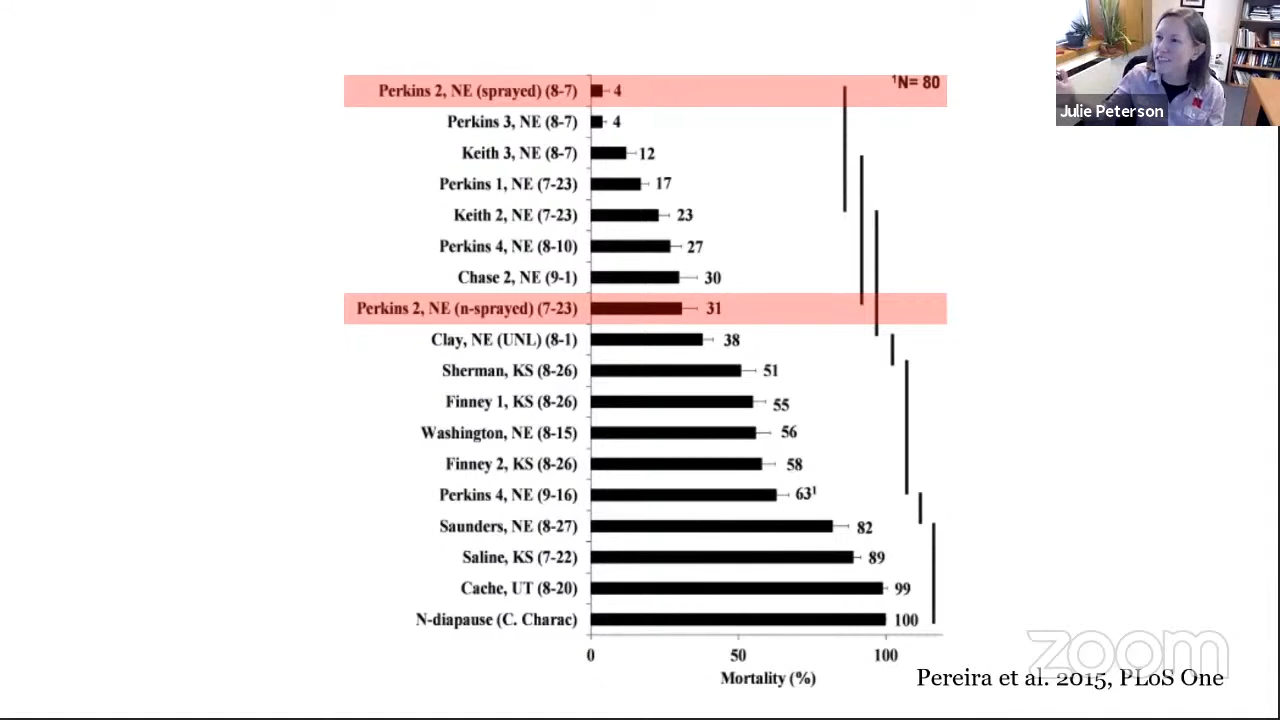 Perkins 2, NE (sprayed) (8-7) 4
¹N= 80
Perkins 3, NE (8-7) 4
Keith 3, NE (8-7) 12
Perkins 1, NE (7-23) 17
Keith 2, NE (7-23) 23
Perkins 4, NE (8-10) 27
Chase 2, NE (9-1) 30
Perkins 2, NE (n-sprayed) (7-23) 31
Clay, NE (UNL) (8-1) 38
Sherman, KS (8-26) 51
Finney 1, KS (8-26) 55
Washington, NE (8-15) 56
Finney 2, KS (8-26) 58
Perkins 4, NE (9-16) 63¹
Saunders, NE (8-27) 82
Saline, KS (7-22) 89
Cache, UT (8-20) 99
N-diapause (C. Charac) 100
0 50 100
Mortality (%)
Julie Peterson
zoom
Pereira et al. 2015, PLoS One